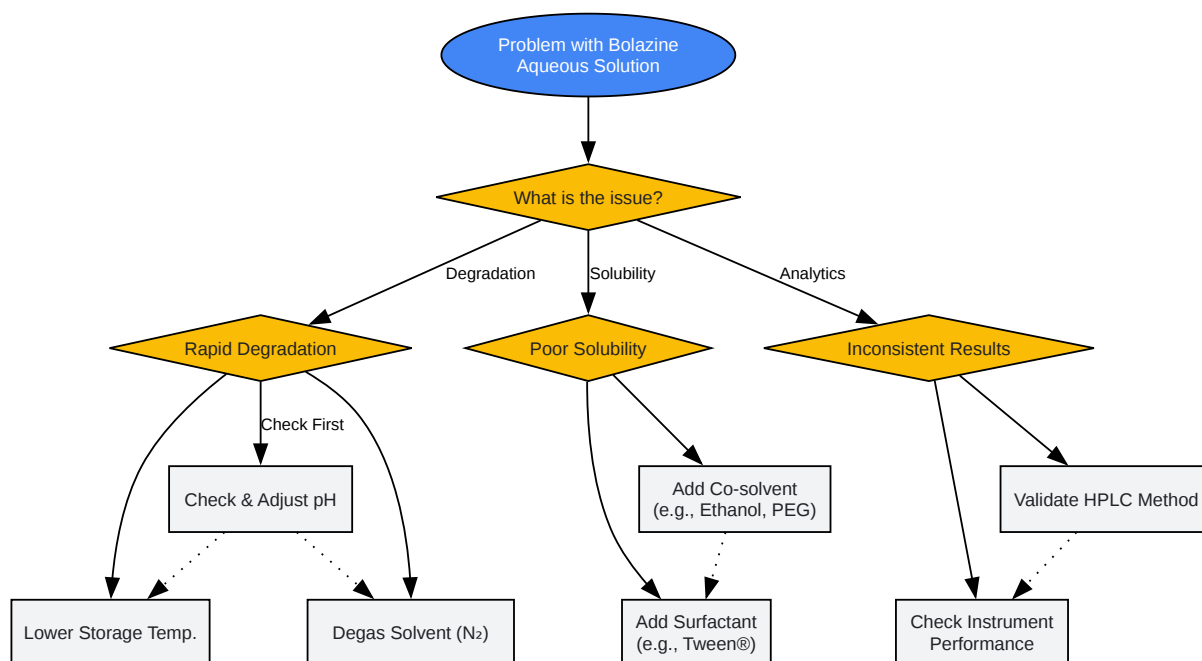 Problem with Bolazine
Aqueous Solution
What is the issue?
Degradation
Solubility
Analytics
Rapid Degradation
Poor Solubility
Inconsistent Results
Check First
Check & Adjust pH
Add Co-solvent
(e.g., Ethanol, PEG)
Validate HPLC Method
Lower Storage Temp.
Degas Solvent (N₂)
Add Surfactant
(e.g., Tween®)
Check Instrument
Performance